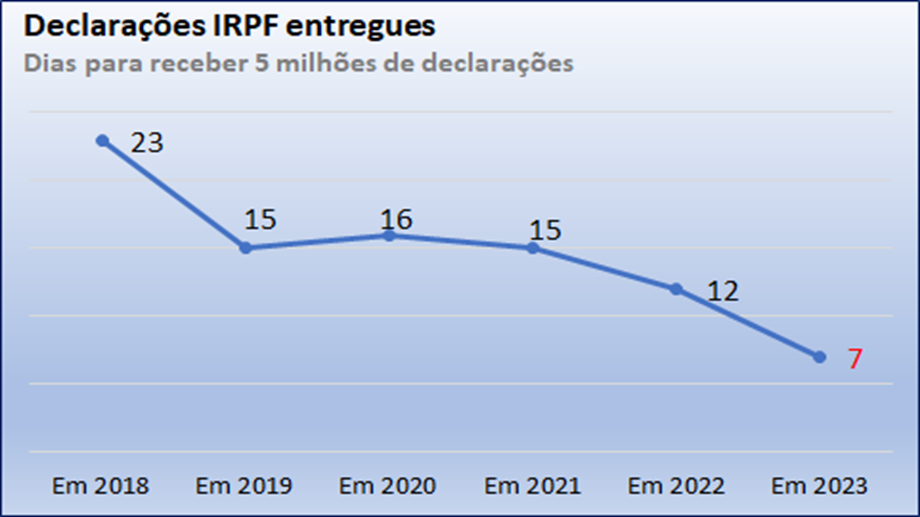 Declarações IRPF entregues
Dias para receber 5 milhões de declarações
23
15
16
15
12
7
Em 2018 Em 2019 Em 2020 Em 2021 Em 2022 Em 2023